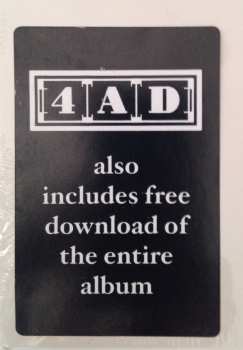 4AD
also
includes free
download of
the entire
album